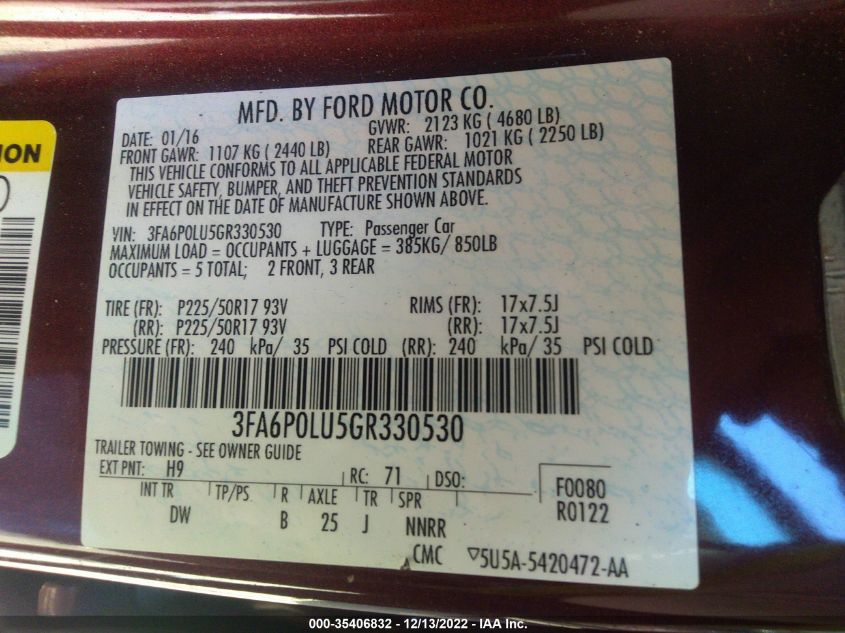 MFD. BY FORD MOTOR CO.
DATE: 01/16 GVWR: 2123 KG ( 4680 LB)
FRONT GAWR: 1107 KG ( 2440 LB) REAR GAWR: 1021 KG ( 2250 LB)
THIS VEHICLE CONFORMS TO ALL APPLICABLE FEDERAL MOTOR
VEHICLE SAFETY, BUMPER, AND THEFT PREVENTION STANDARDS
IN EFFECT ON THE DATE OF MANUFACTURE SHOWN ABOVE.
VIN: 3FA6P0LU5GR330530 TYPE: Passenger Car
MAXIMUM LOAD = OCCUPANTS + LUGGAGE = 385KG/ 850LB
OCCUPANTS = 5 TOTAL; 2 FRONT, 3 REAR
TIRE (FR): P225/50R17 93V RIMS (FR): 17x7.5J
(RR): P225/50R17 93V (RR): 17x7.5J
PRESSURE (FR): 240 kPa/ 35 PSI COLD (RR): 240 kPa/ 35 PSI COLD
3FA6P0LU5GR330530
TRAILER TOWING - SEE OWNER GUIDE
EXT PNT: H9 RC: 71 DSO:
INT TR TP/PS R AXLE TR SPR
DW B 25 J NNRR
F0080
R0122
CMC ▽5U5A-5420472-AA
ION
000-35406832 - 12/13/2022 - IAA Inc.